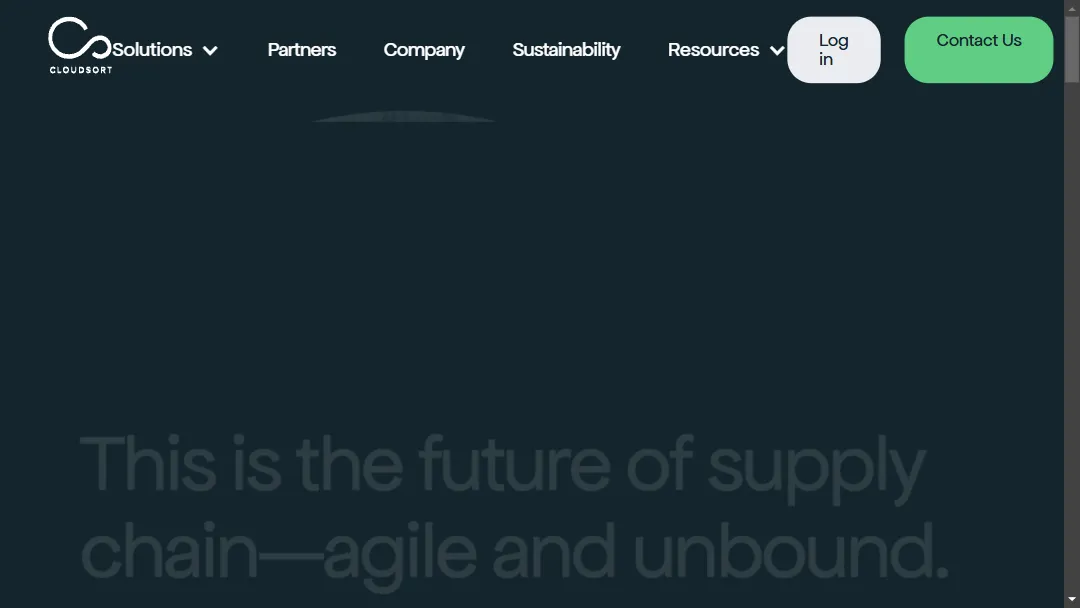 CLOUDSORT
Solutions
Partners
Company
Sustainability
Resources
Log
in
Contact Us
This is the future of supply
chain—agile and unbound.